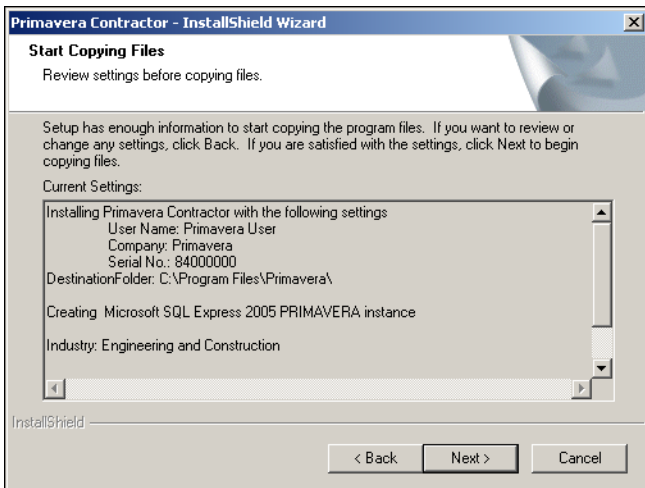 Primavera Contractor - InstallShield Wizard
Start Copying Files
Review settings before copying files.
Setup has enough information to start copying the program files. If you want to review or
change any settings, click Back. If you are satisfied with the settings, click Next to begin
copying files.
Current Settings:
Installing Primavera Contractor with the following settings
User Name: Primavera User
Company: Primavera
Serial No.: 84000000
DestinationFolder: C:\Program Files\Primavera\
Creating Microsoft SQL Express 2005 PRIMAVERA instance
Industry: Engineering and Construction
InstallShield
< Back Next > Cancel